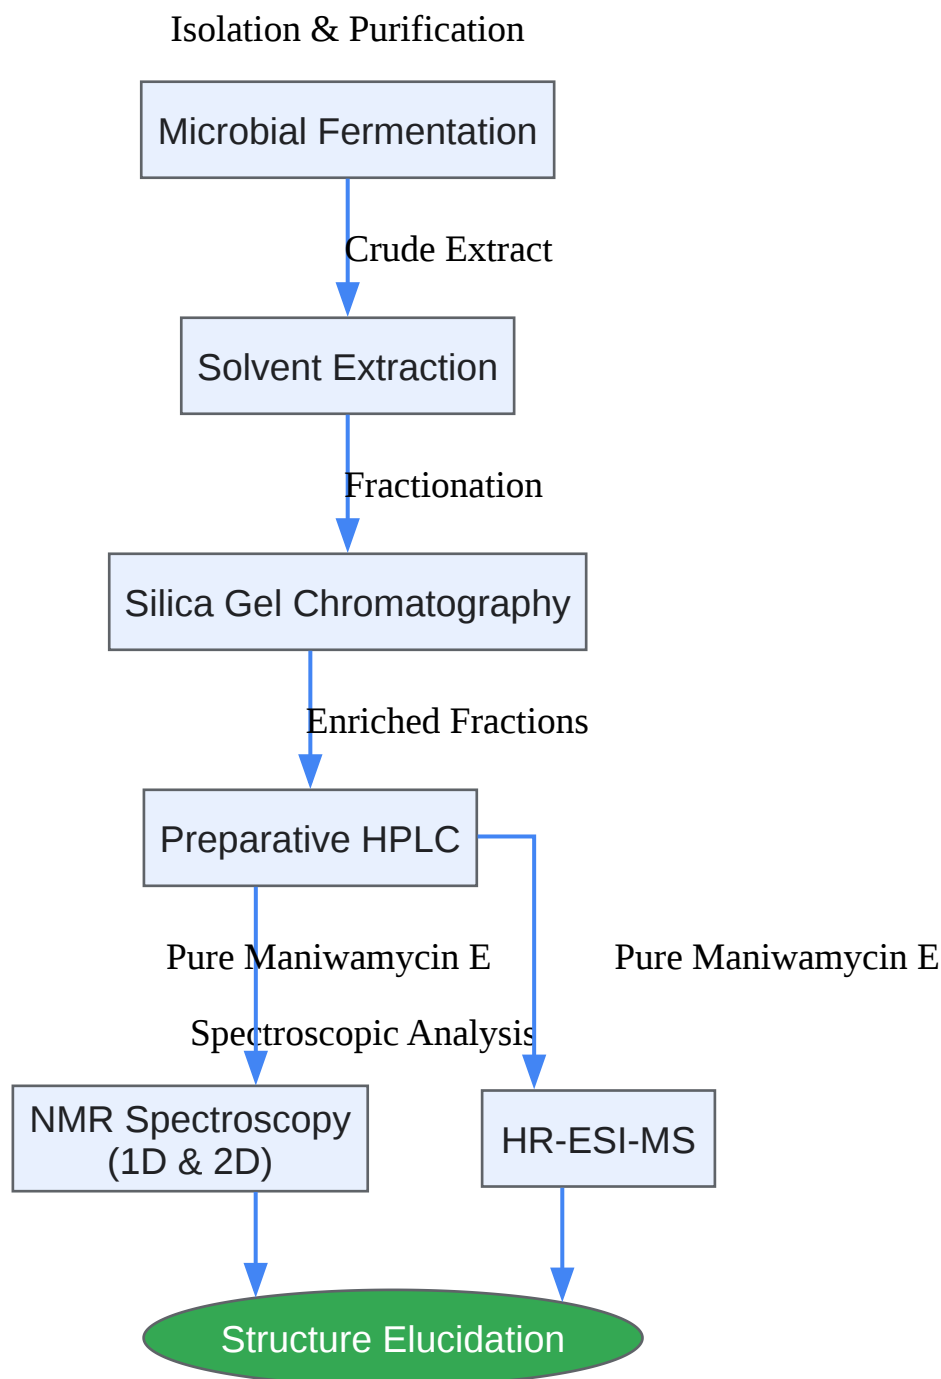 Isolation & Purification
Microbial Fermentation
Crude Extract
Solvent Extraction
Fractionation
Silica Gel Chromatography
Enriched Fractions
Preparative HPLC
Pure Maniwamycin E
Pure Maniwamycin E
Spectroscopic Analysis
NMR Spectroscopy
(1D & 2D)
HR-ESI-MS
Structure Elucidation